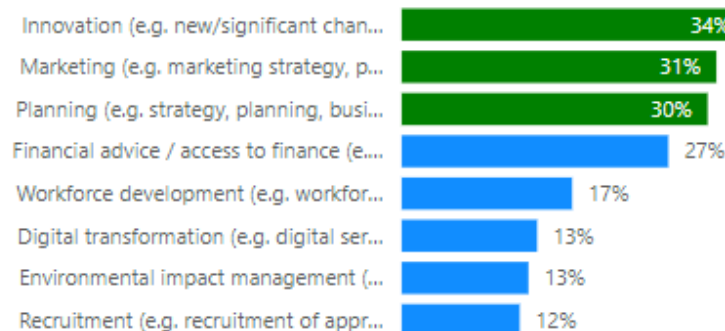 Innovation (e.g. new/significant chan... 34%
Marketing (e.g. marketing strategy, p... 31%
Planning (e.g. strategy, planning, busi... 30%
Financial advice / access to finance (e.... 27%
Workforce development (e.g. workfor... 17%
Digital transformation (e.g. digital ser... 13%
Environmental impact management (... 13%
Recruitment (e.g. recruitment of appr... 12%